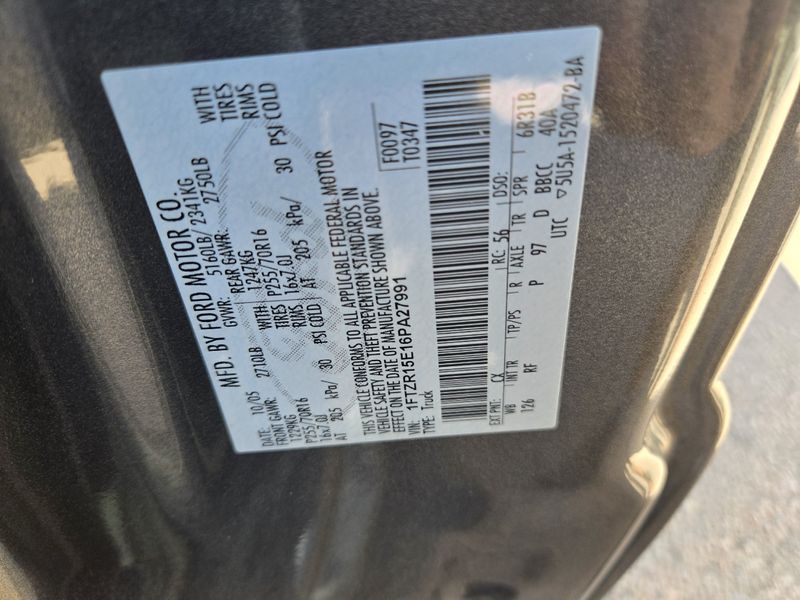 MFD. BY FORD MOTOR CO.
DATE: 10/05 GVWR: 5160LB/ 2341KG
FRONT GAWR: 2710LB REAR GAWR: 2750LB
1229KG WITH 1247KG WITH
P255/70R16 TIRES P255/70R16 TIRES
16x7.0J RIMS 16x7.0J RIMS
AT 205 kPa/ 30 PSI COLD AT 205 kPa/ 30 PSI COLD
THIS VEHICLE CONFORMS TO ALL APPLICABLE FEDERAL MOTOR
VEHICLE SAFETY AND THEFT PREVENTION STANDARDS IN
EFFECT ON THE DATE OF MANUFACTURE SHOWN ABOVE.
VIN: 1FTZR15E16PA27991 F0097
TYPE: Truck T0347
EXT PNT: CX RC: 56 DSO:
WB INT TR TP/PS R AXLE TR SPR 6R31B
126 RF P 97 D BBCC 40A
UTC ▽5U5A-1520472-BA